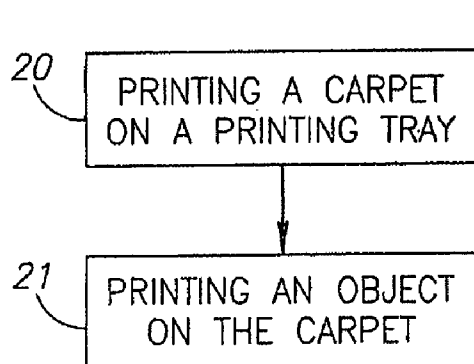 20
PRINTING A CARPET
ON A PRINTING TRAY
21
PRINTING AN OBJECT
ON THE CARPET